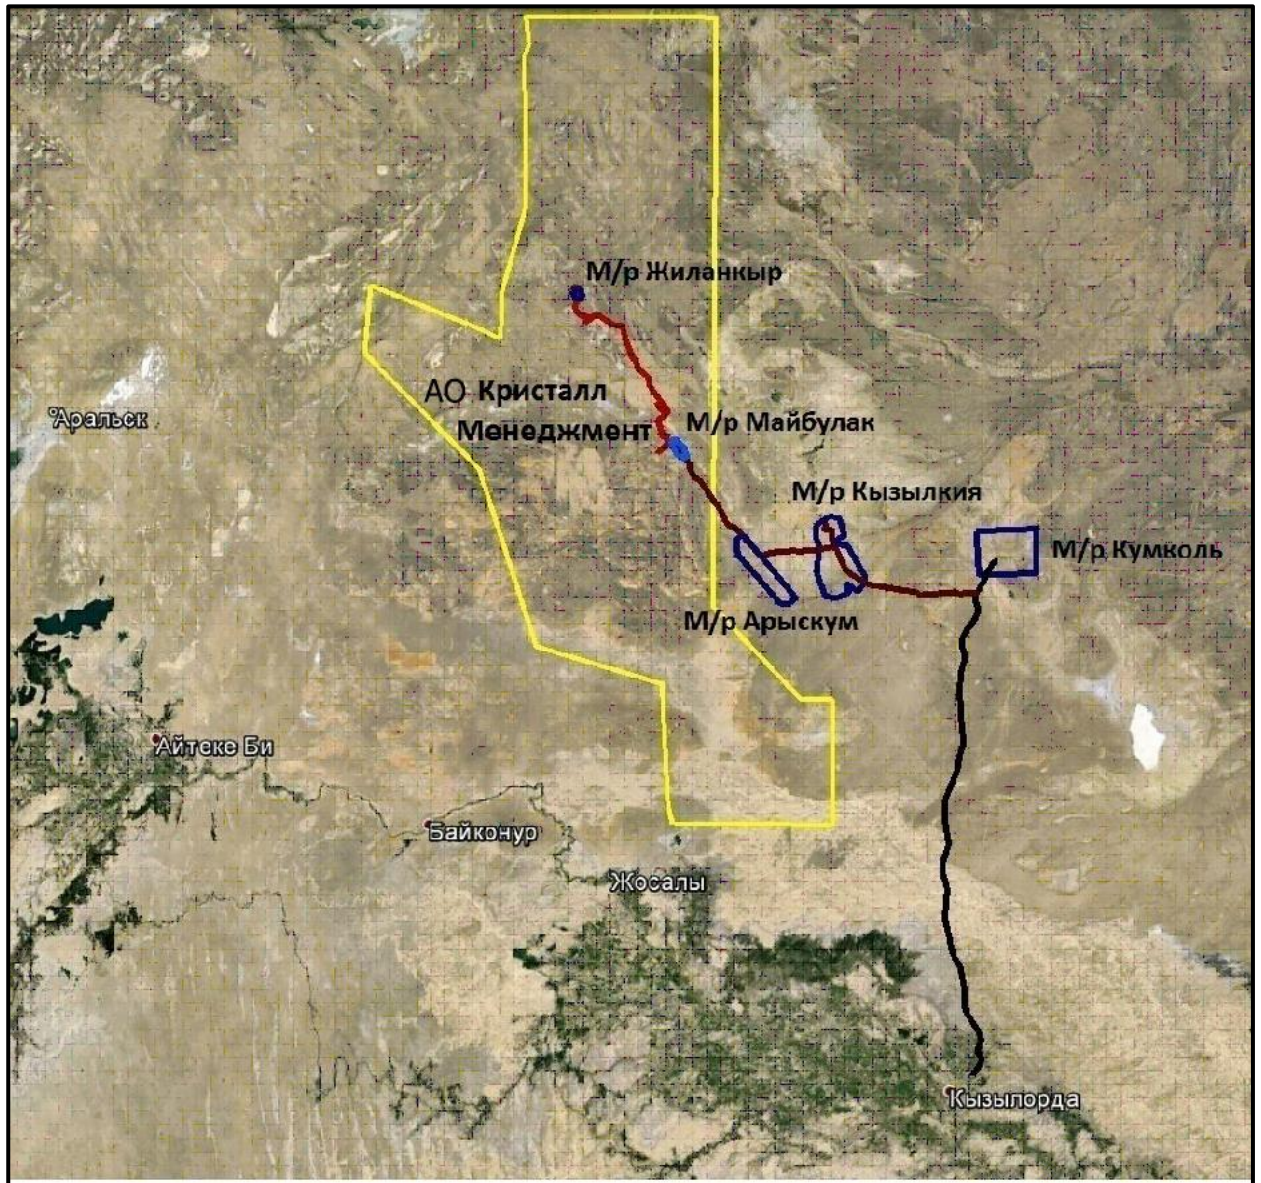 М/р Жиланкыр
АО Кристалл
Менеджмент
М/р Майбулак
Аральск
М/р Кызылкия
М/р Кумколь
М/р Арыскум
Айтеке Би
Байконур
Жосалы
Кызылорда